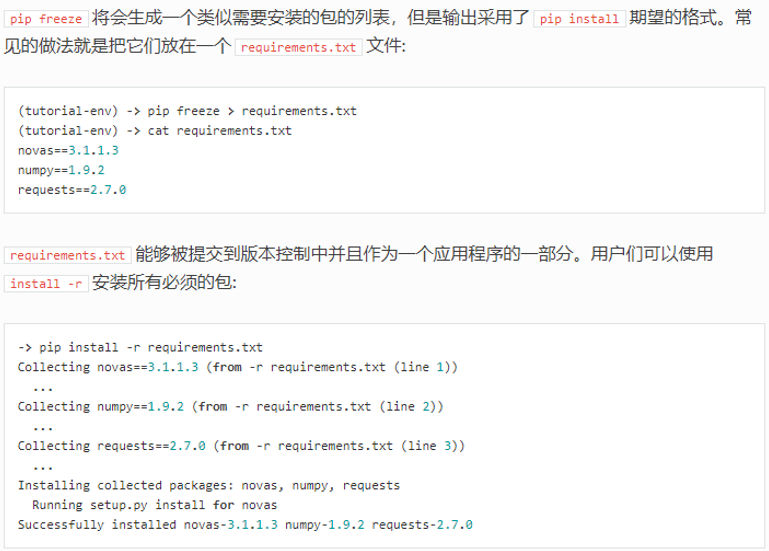 pip freeze 将会生成一个类似需要安装的包的列表，但是输出采用了 pip install 期望的格式。常
见的做法就是把它们放在一个 requirements.txt 文件:
(tutorial-env) -> pip freeze > requirements.txt
(tutorial-env) -> cat requirements.txt
novas==3.1.1.3
numpy==1.9.2
requests==2.7.0
requirements.txt 能够被提交到版本控制中并且作为一个应用程序的一部分。用户们可以使用
install -r 安装所有必须的包:
-> pip install -r requirements.txt
Collecting novas==3.1.1.3 (from -r requirements.txt (line 1))
...
Collecting numpy==1.9.2 (from -r requirements.txt (line 2))
...
Collecting requests==2.7.0 (from -r requirements.txt (line 3))
...
Installing collected packages: novas, numpy, requests
Running setup.py install for novas
Successfully installed novas-3.1.1.3 numpy-1.9.2 requests-2.7.0